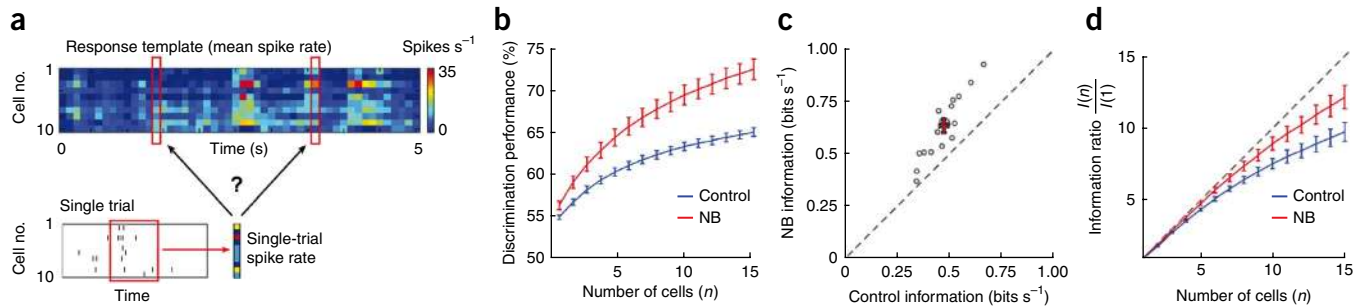 a
Response template (mean spike rate)
Spikes s⁻¹
Cell no.
1
10
35
0
0
Time (s)
5
?
Single trial
Cell no.
1
10
Time
Single-trial
spike rate
b
Discrimination performance (%)
75
70
65
60
55
50
5
10
15
Number of cells (n)
Control
NB
c
NB information (bits s⁻¹)
1.00
0.75
0.50
0.25
0
0
0.25
0.50
0.75
1.00
Control information (bits s⁻¹)
d
Information ratio I(n)/I(1)
15
10
5
5
10
15
Number of cells (n)
Control
NB